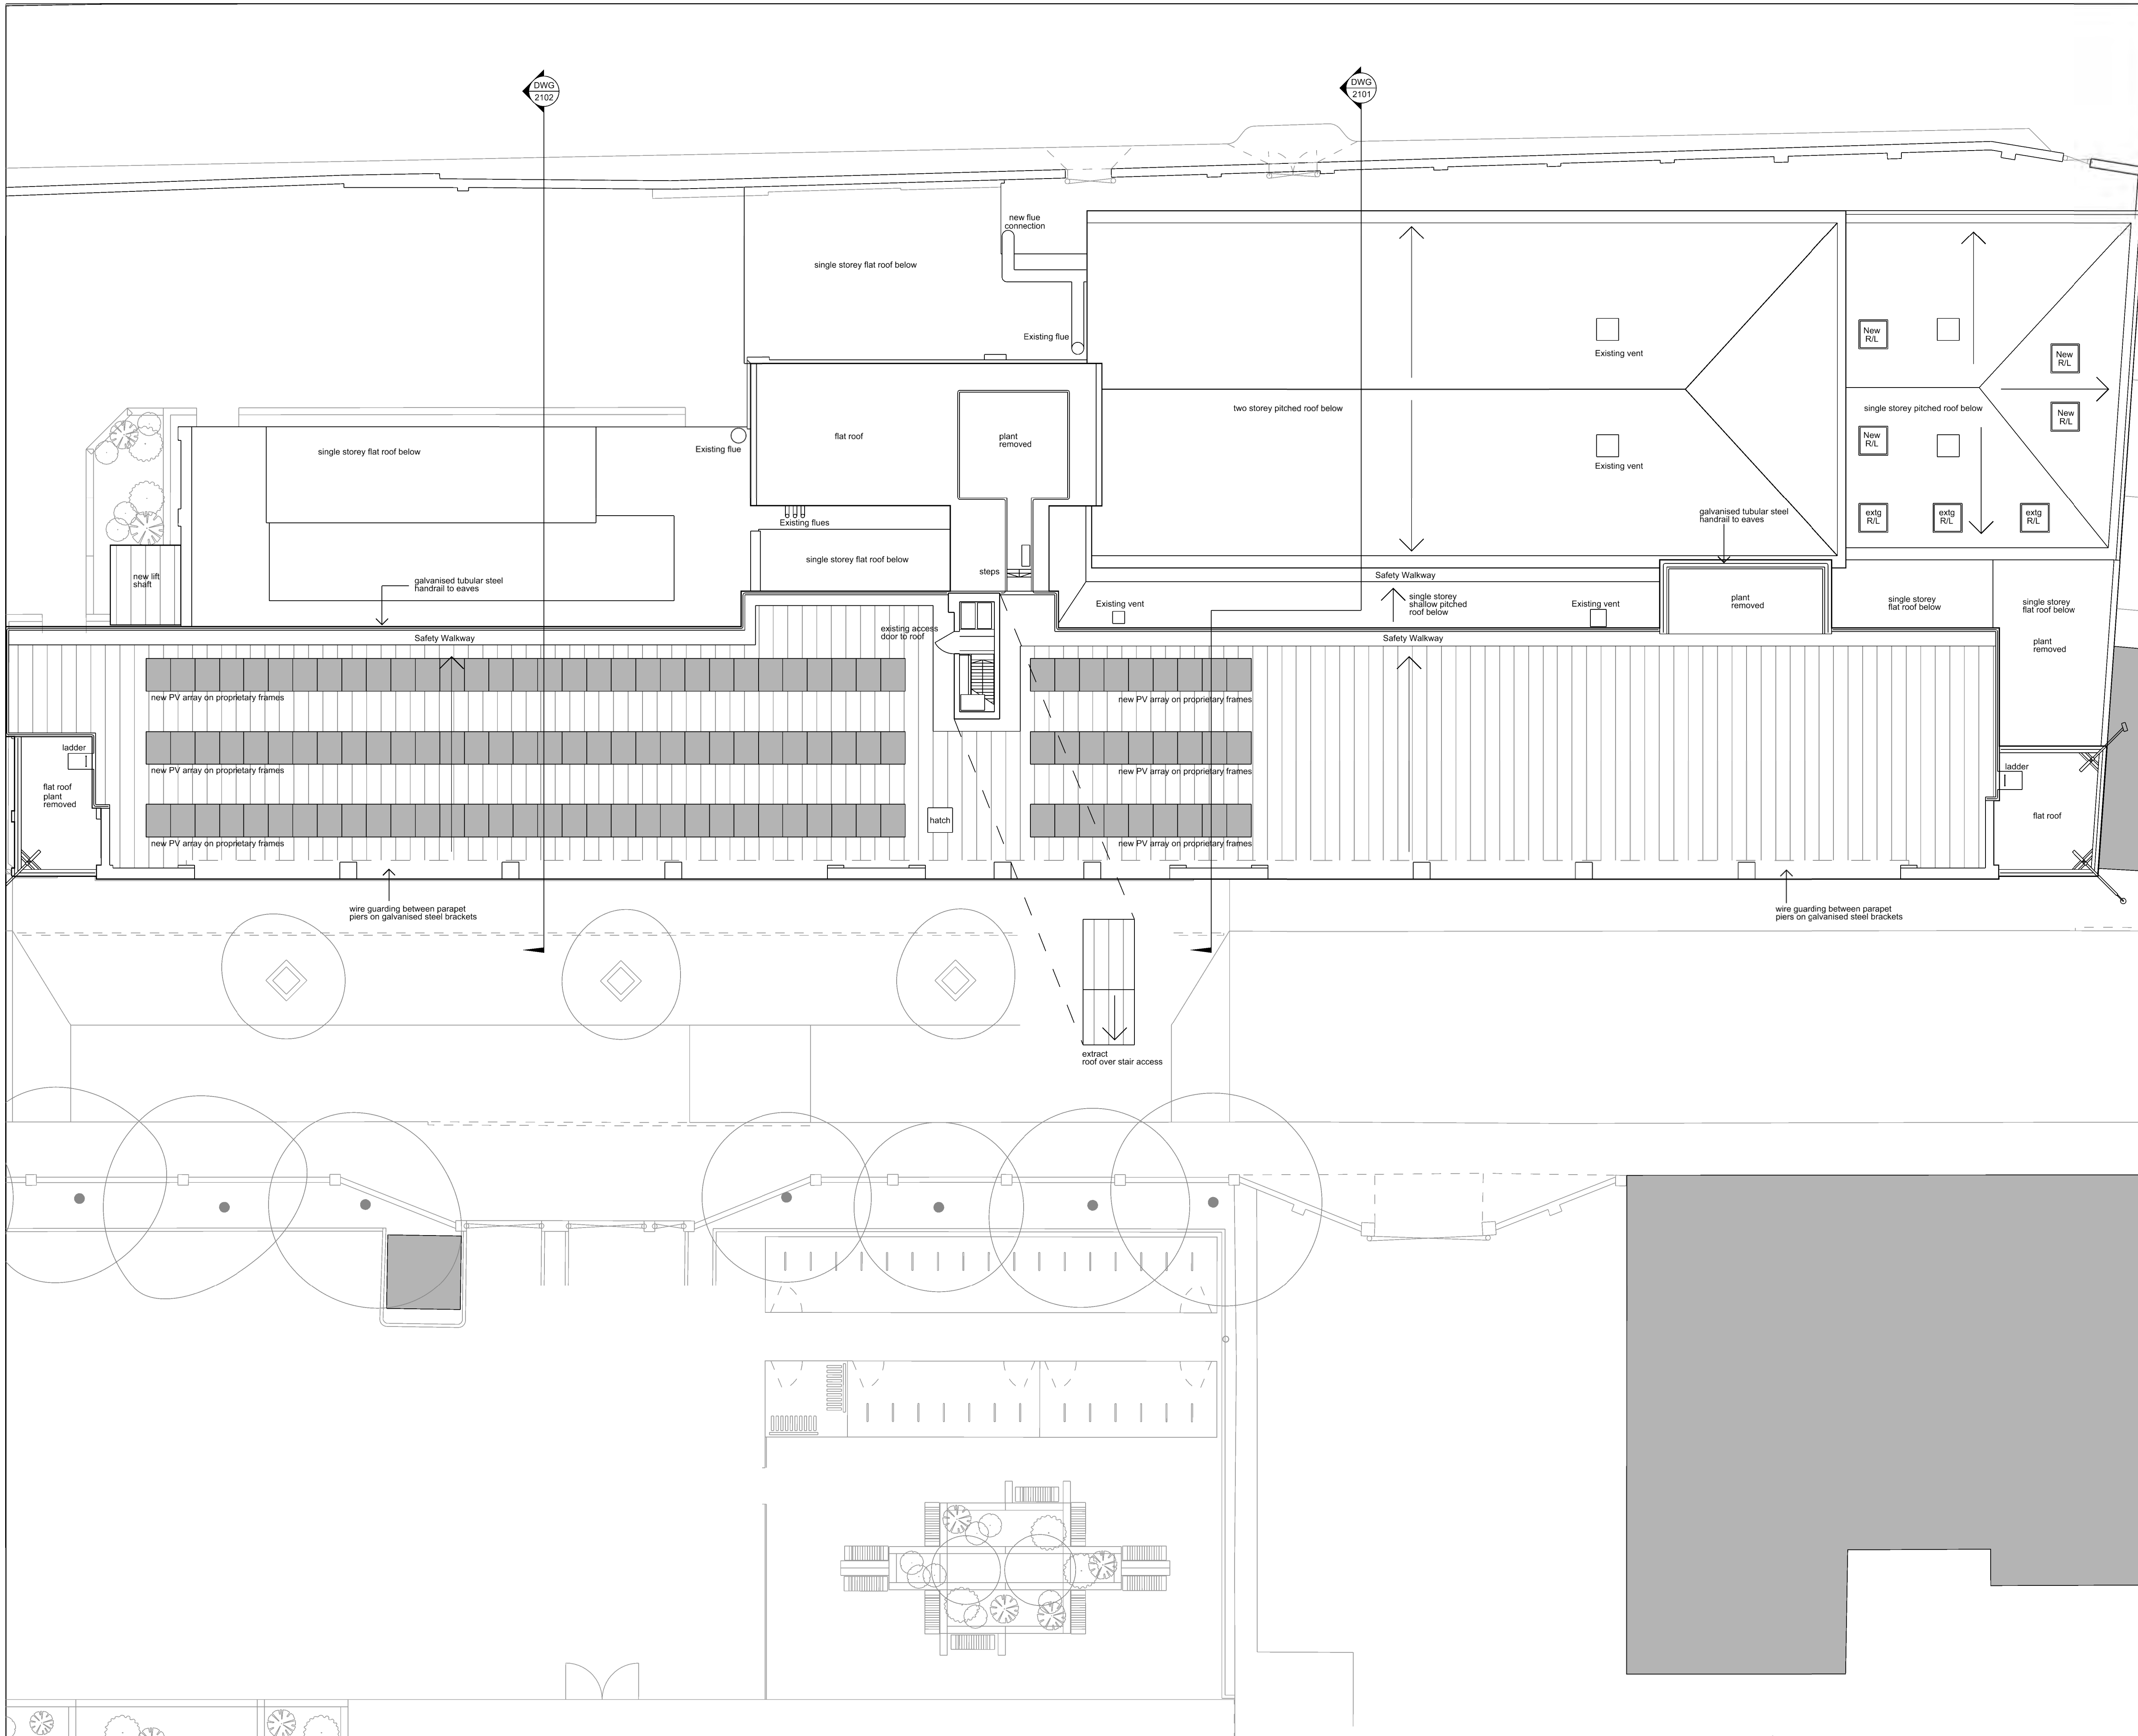 DWG
2102
DWG
2101
new flue
connection
single storey flat roof below
Existing flue
Existing vent
New
R/L
New
R/L
two storey pitched roof below
single storey pitched roof below
New
R/L
New
R/L
flat roof
plant
removed
single storey flat roof below
Existing flue
Existing vent
galvanised tubular steel
handrail to eaves
extg
R/L
extg
R/L
extg
R/L
Existing flues
single storey flat roof below
steps
new lift
shaft
galvanised tubular steel
handrail to eaves
Safety Walkway
Existing vent
single storey
shallow pitched
roof below
Existing vent
plant
removed
single storey
flat roof below
single storey
flat roof below
plant
removed
existing access
door to roof
Safety Walkway
Safety Walkway
new PV array on proprietary frames
new PV array on proprietary frames
ladder
new PV array on proprietary frames
new PV array on proprietary frames
ladder
flat roof
plant
removed
hatch
flat roof
new PV array on proprietary frames
new PV array on proprietary frames
wire guarding between parapet
piers on galvanised steel brackets
wire guarding between parapet
piers on galvanised steel brackets
extract
roof over stair access